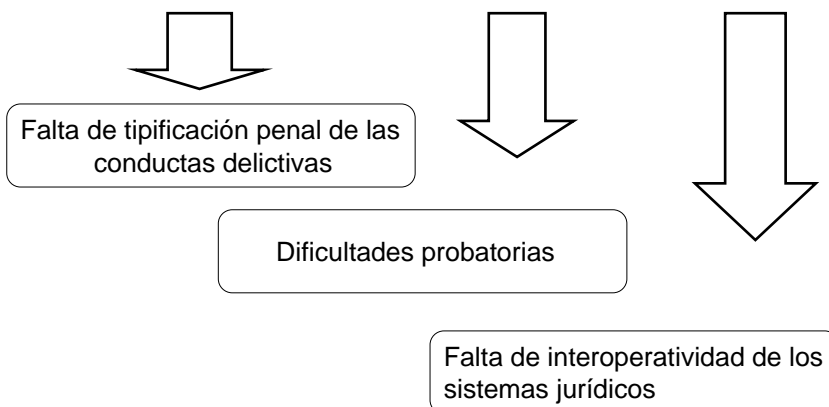 Falta de tipificación penal de las
conductas delictivas
Dificultades probatorias
Falta de interoperatividad de los
sistemas jurídicos